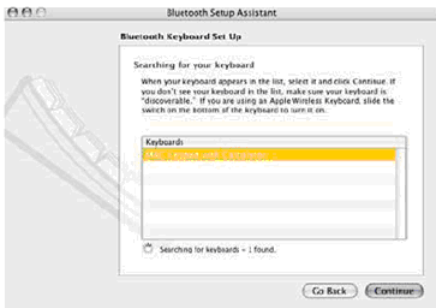 Bluetooth Setup Assistant
Bluetooth Keyboard Set Up
Searching for your keyboard
When your keyboard appears in the list, select it and click Continue. If
you don't see your keyboard in the list, make sure your keyboard is
"discoverable." If you are using an Apple Wireless Keyboard, slide the
switch on the bottom of the keyboard to turn it on.
Keyboards
Keypad with Calculator
Searching for keyboards – 1 found.
Go Back
Continue